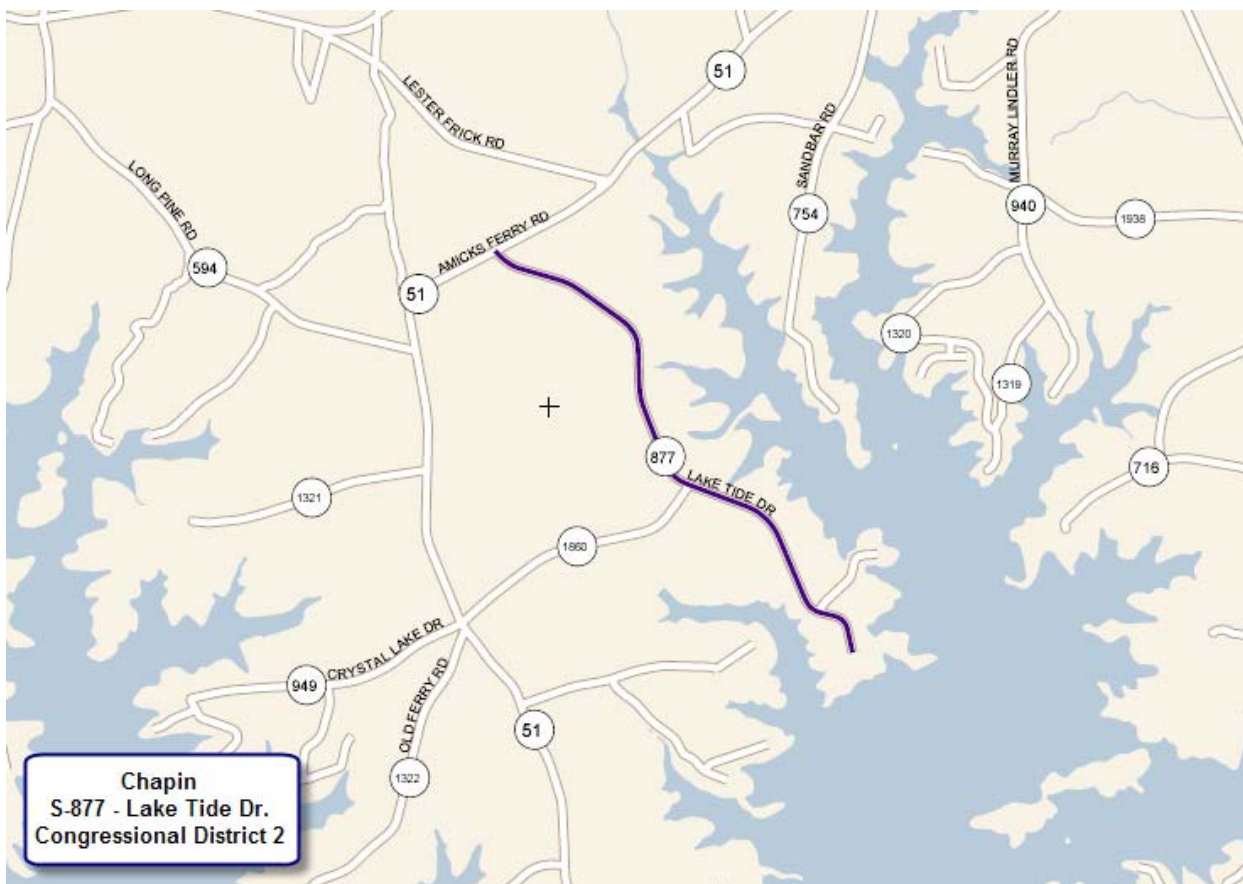 51
LESTER FRICK RD
MURRAY LINDLER RD
SANDBAR RD
LONG PINE RD
754
940
1938
AMICKS FERRY RD
594
51
1320
1319
877
716
LAKE TIDE DR
1321
1860
CRYSTAL LAKE DR
949
OLD FERRY RD
51
1322
Chapin
S-877 - Lake Tide Dr.
Congressional District 2